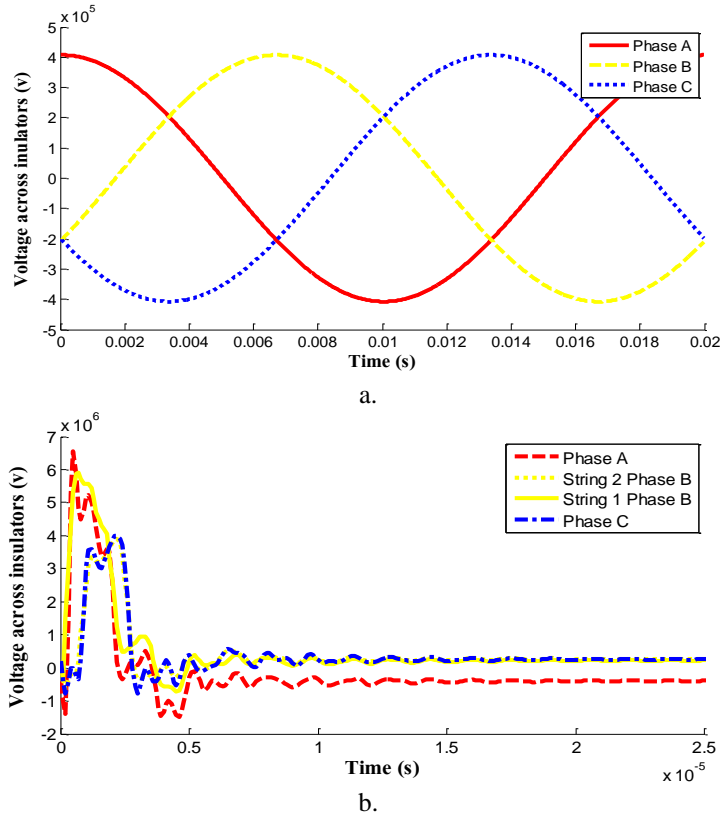 x 10^5
5
4
3
2
1
0
-1
-2
-3
-4
-5
Voltage across inulators (v)
Phase A
Phase B
Phase C
0 0.002 0.004 0.006 0.008 0.01 0.012 0.014 0.016 0.018 0.02
Time (s)
a.
x 10^6
7
6
5
4
3
2
1
0
-1
-2
Voltage across insulators (v)
Phase A
String 2 Phase B
String 1 Phase B
Phase C
0 0.5 1 1.5 2 2.5
Time (s)
x 10^-5
b.